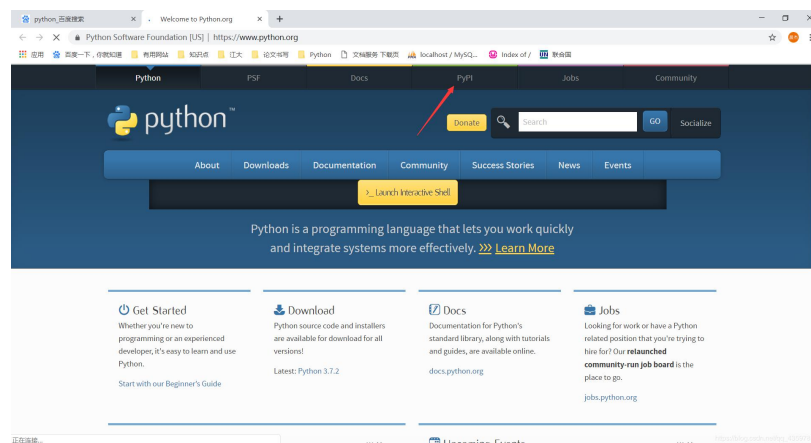 python_百度搜索
Welcome to Python.org
Python Software Foundation [US] | https://www.python.org
应用 百度一下，你就知道 有用网站 知识点 江大 论文书写 Python 文档服务 下载页 localhost / MySQL... Index of / 联合国
Python PSF Docs PyPI Jobs Community
python™
Donate Search GO Socialize
About Downloads Documentation Community Success Stories News Events
>_ Launch Interactive Shell
Python is a programming language that lets you work quickly
and integrate systems more effectively. >>> Learn More
Get Started
Whether you're new to
programming or an experienced
developer, it's easy to learn and use
Python.
Start with our Beginner's Guide
Download
Python source code and installers
are available for download for all
versions!
Latest: Python 3.7.2
Docs
Documentation for Python's
standard library, along with tutorials
and guides, are available online.
docs.python.org
Jobs
Looking for work or have a Python
related position that you're trying to
hire for? Our relaunched
community-run job board is the
place to go.
jobs.python.org
正在连接...
Upcoming Events